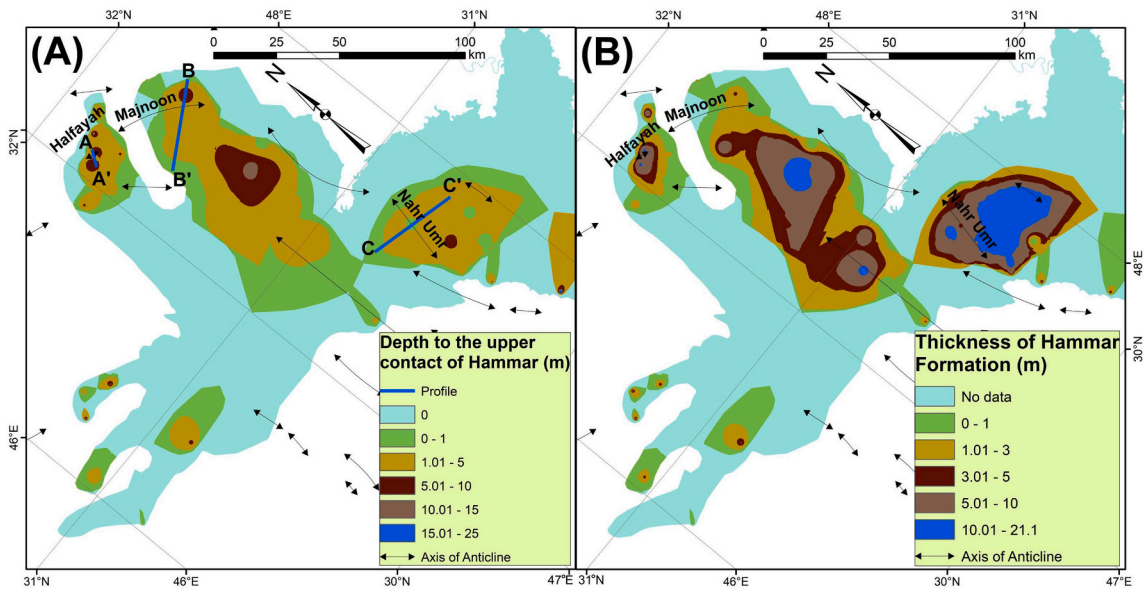 32°N
48°E
31°N
(A)
0 25 50 100
km
N
B
Majnoon
Halfayah
A
A'
B'
32°N
C'
Nahr Umr
C
Depth to the upper
contact of Hammar (m)
Profile
0
0 - 1
1.01 - 5
5.01 - 10
10.01 - 15
15.01 - 25
Axis of Anticline
46°E
31°N
46°E
30°N
47°E
32°N
48°E
31°N
(B)
0 25 50 100
km
N
Majnoon
Halfayah
Nahr Umr
48°E
30°N
Thickness of Hammar
Formation (m)
No data
0 - 1
1.01 - 3
3.01 - 5
5.01 - 10
10.01 - 21.1
Axis of Anticline
31°N
46°E
30°N
47°E